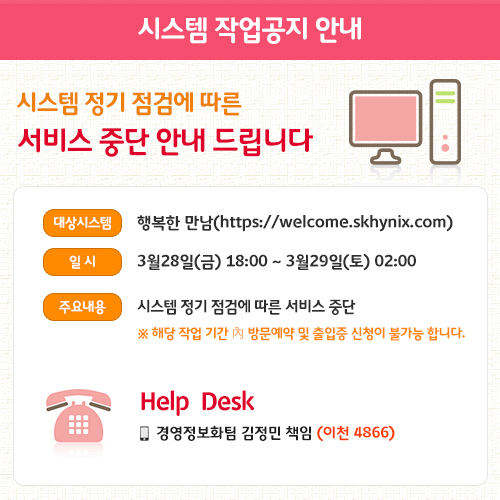 시스템 작업공지 안내
시스템 정기 점검에 따른
서비스 중단 안내 드립니다
대상시스템 행복한 만남(https://welcome.skhynix.com)
일 시 3월28일(금) 18:00 ~ 3월29일(토) 02:00
주요내용 시스템 정기 점검에 따른 서비스 중단
※ 해당 작업 기간 內 방문예약 및 출입증 신청이 불가능 합니다.
Help Desk
경영정보화팀 김정민 책임 (이천 4866)